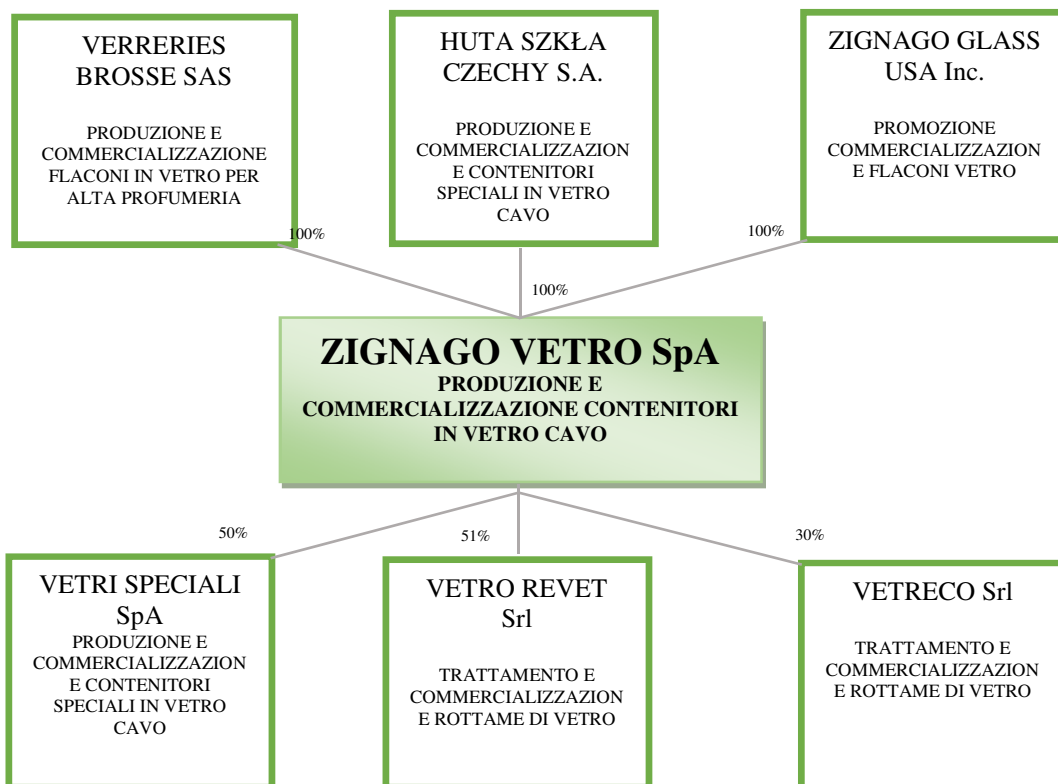 VERRERIES
BROSSE SAS
PRODUZIONE E
COMMERCIALIZZAZIONE
FLACONI IN VETRO PER
ALTA PROFUMERIA
HUTA SZKŁA
CZECHY S.A.
PRODUZIONE E
COMMERCIALIZZAZION
E CONTENITORI
SPECIALI IN VETRO
CAVO
ZIGNAGO GLASS
USA Inc.
PROMOZIONE
COMMERCIALIZZAZION
E FLACONI VETRO
100%
100%
100%
ZIGNAGO VETRO SpA
PRODUZIONE E
COMMERCIALIZZAZIONE CONTENITORI
IN VETRO CAVO
50%
51%
30%
VETRI SPECIALI
SpA
PRODUZIONE E
COMMERCIALIZZAZION
E CONTENITORI
SPECIALI IN VETRO
CAVO
VETRO REVET
Srl
TRATTAMENTO E
COMMERCIALIZZAZION
E ROTTAME DI VETRO
VETRECO Srl
TRATTAMENTO E
COMMERCIALIZZAZION
E ROTTAME DI VETRO